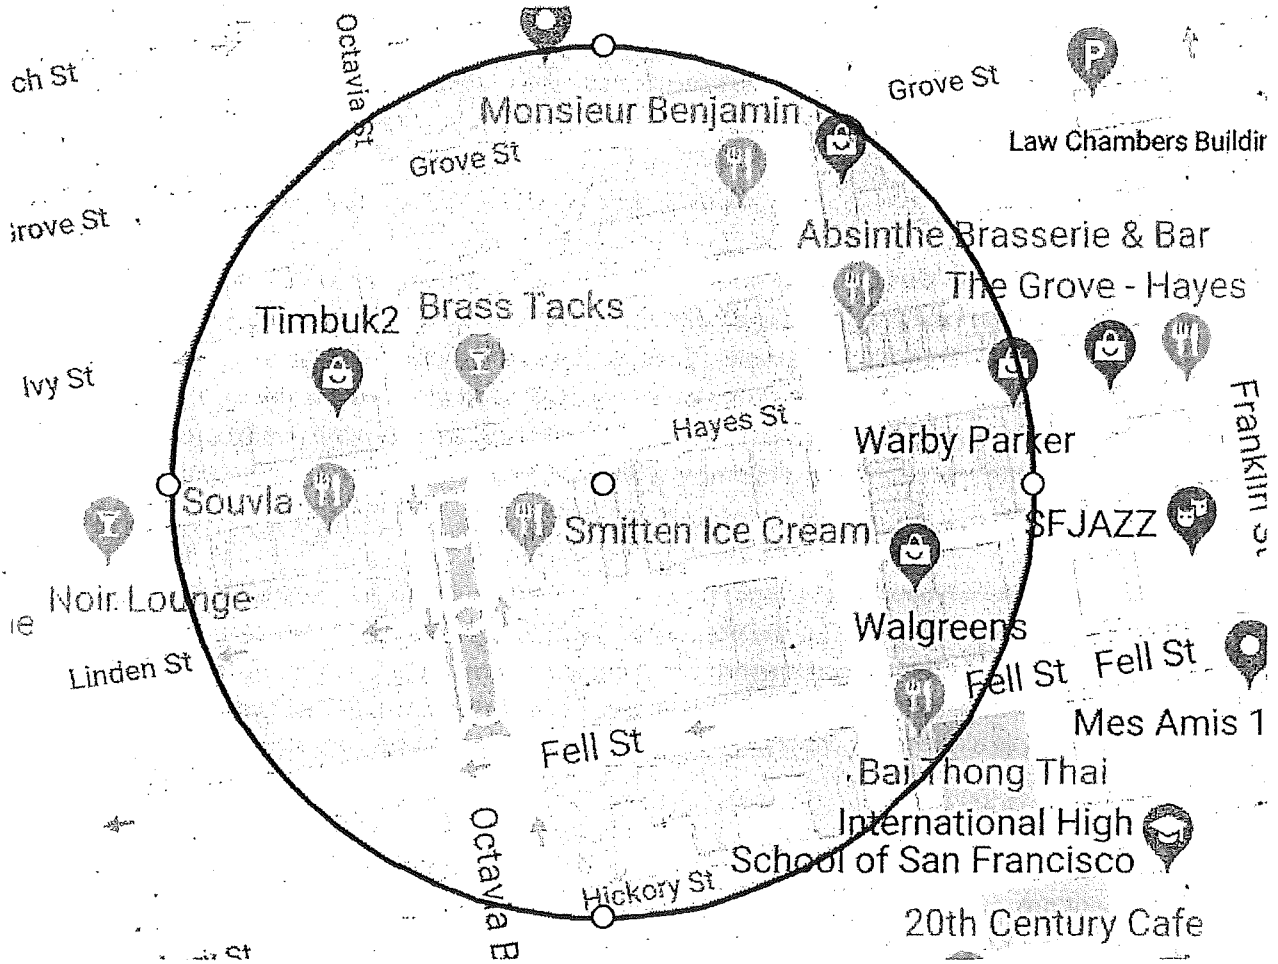 Octavia St
ch St
Grove St
P
Monsieur Benjamin
Law Chambers Buildin
Grove St
Grove St
Absinthe Brasserie & Bar
The Grove - Hayes
Timbuk2
Brass Tacks
Ivy St
Hayes St
Franklin St
Warby Parker
Souvla
Smitten Ice Cream
SFJAZZ
Noir Lounge
ie
Walgreens
Linden St
Fell St
Fell St
Mes Amis 1
Fell St
Bai Thong Thai
Octavia B
International High
School of San Francisco
Hickory St
20th Century Cafe